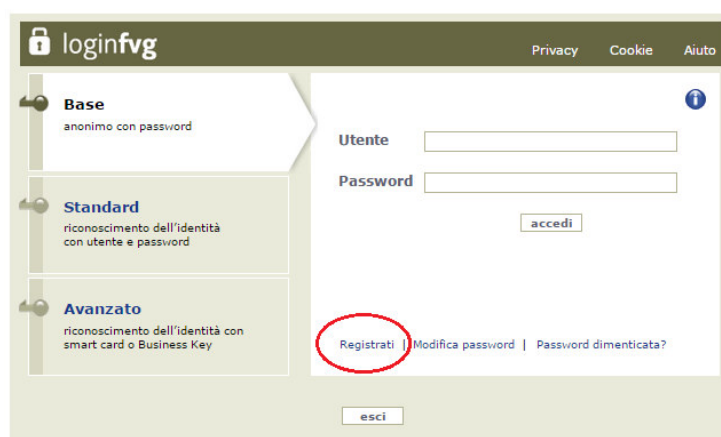 loginfvg
Privacy Cookie Aiuto
Base
anonimo con password
Standard
riconoscimento dell'identità
con utente e password
Avanzato
riconoscimento dell'identità con
smart card o Business Key
Utente
Password
accedi
Registrati | Modifica password | Password dimenticata?
esci